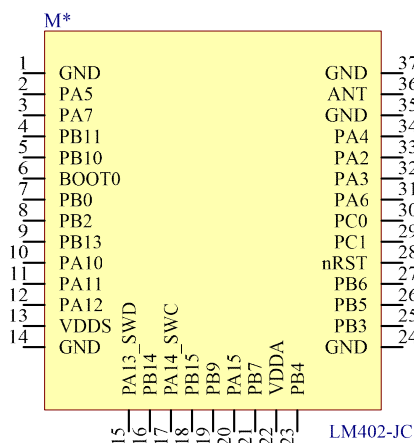 M*
1 GND
2 PA5
3 PA7
4 PB11
5 PB10
6 BOOT0
7 PB0
8 PB2
9 PB13
10 PA10
11 PA11
12 PA12
13 VDDS
14 GND
15 PA13_SWD
16 PB14
17 PA14_SWC
18 PB15
19 PB9
20 PA15
21 PB7
22 VDDA
23 PB4
GND 37
ANT 36
GND 35
PA4 34
PA2 33
PA3 32
PA6 31
PC0 30
PC1 29
nRST 28
PB6 27
PB5 26
PB3 25
GND 24
LM402-JC